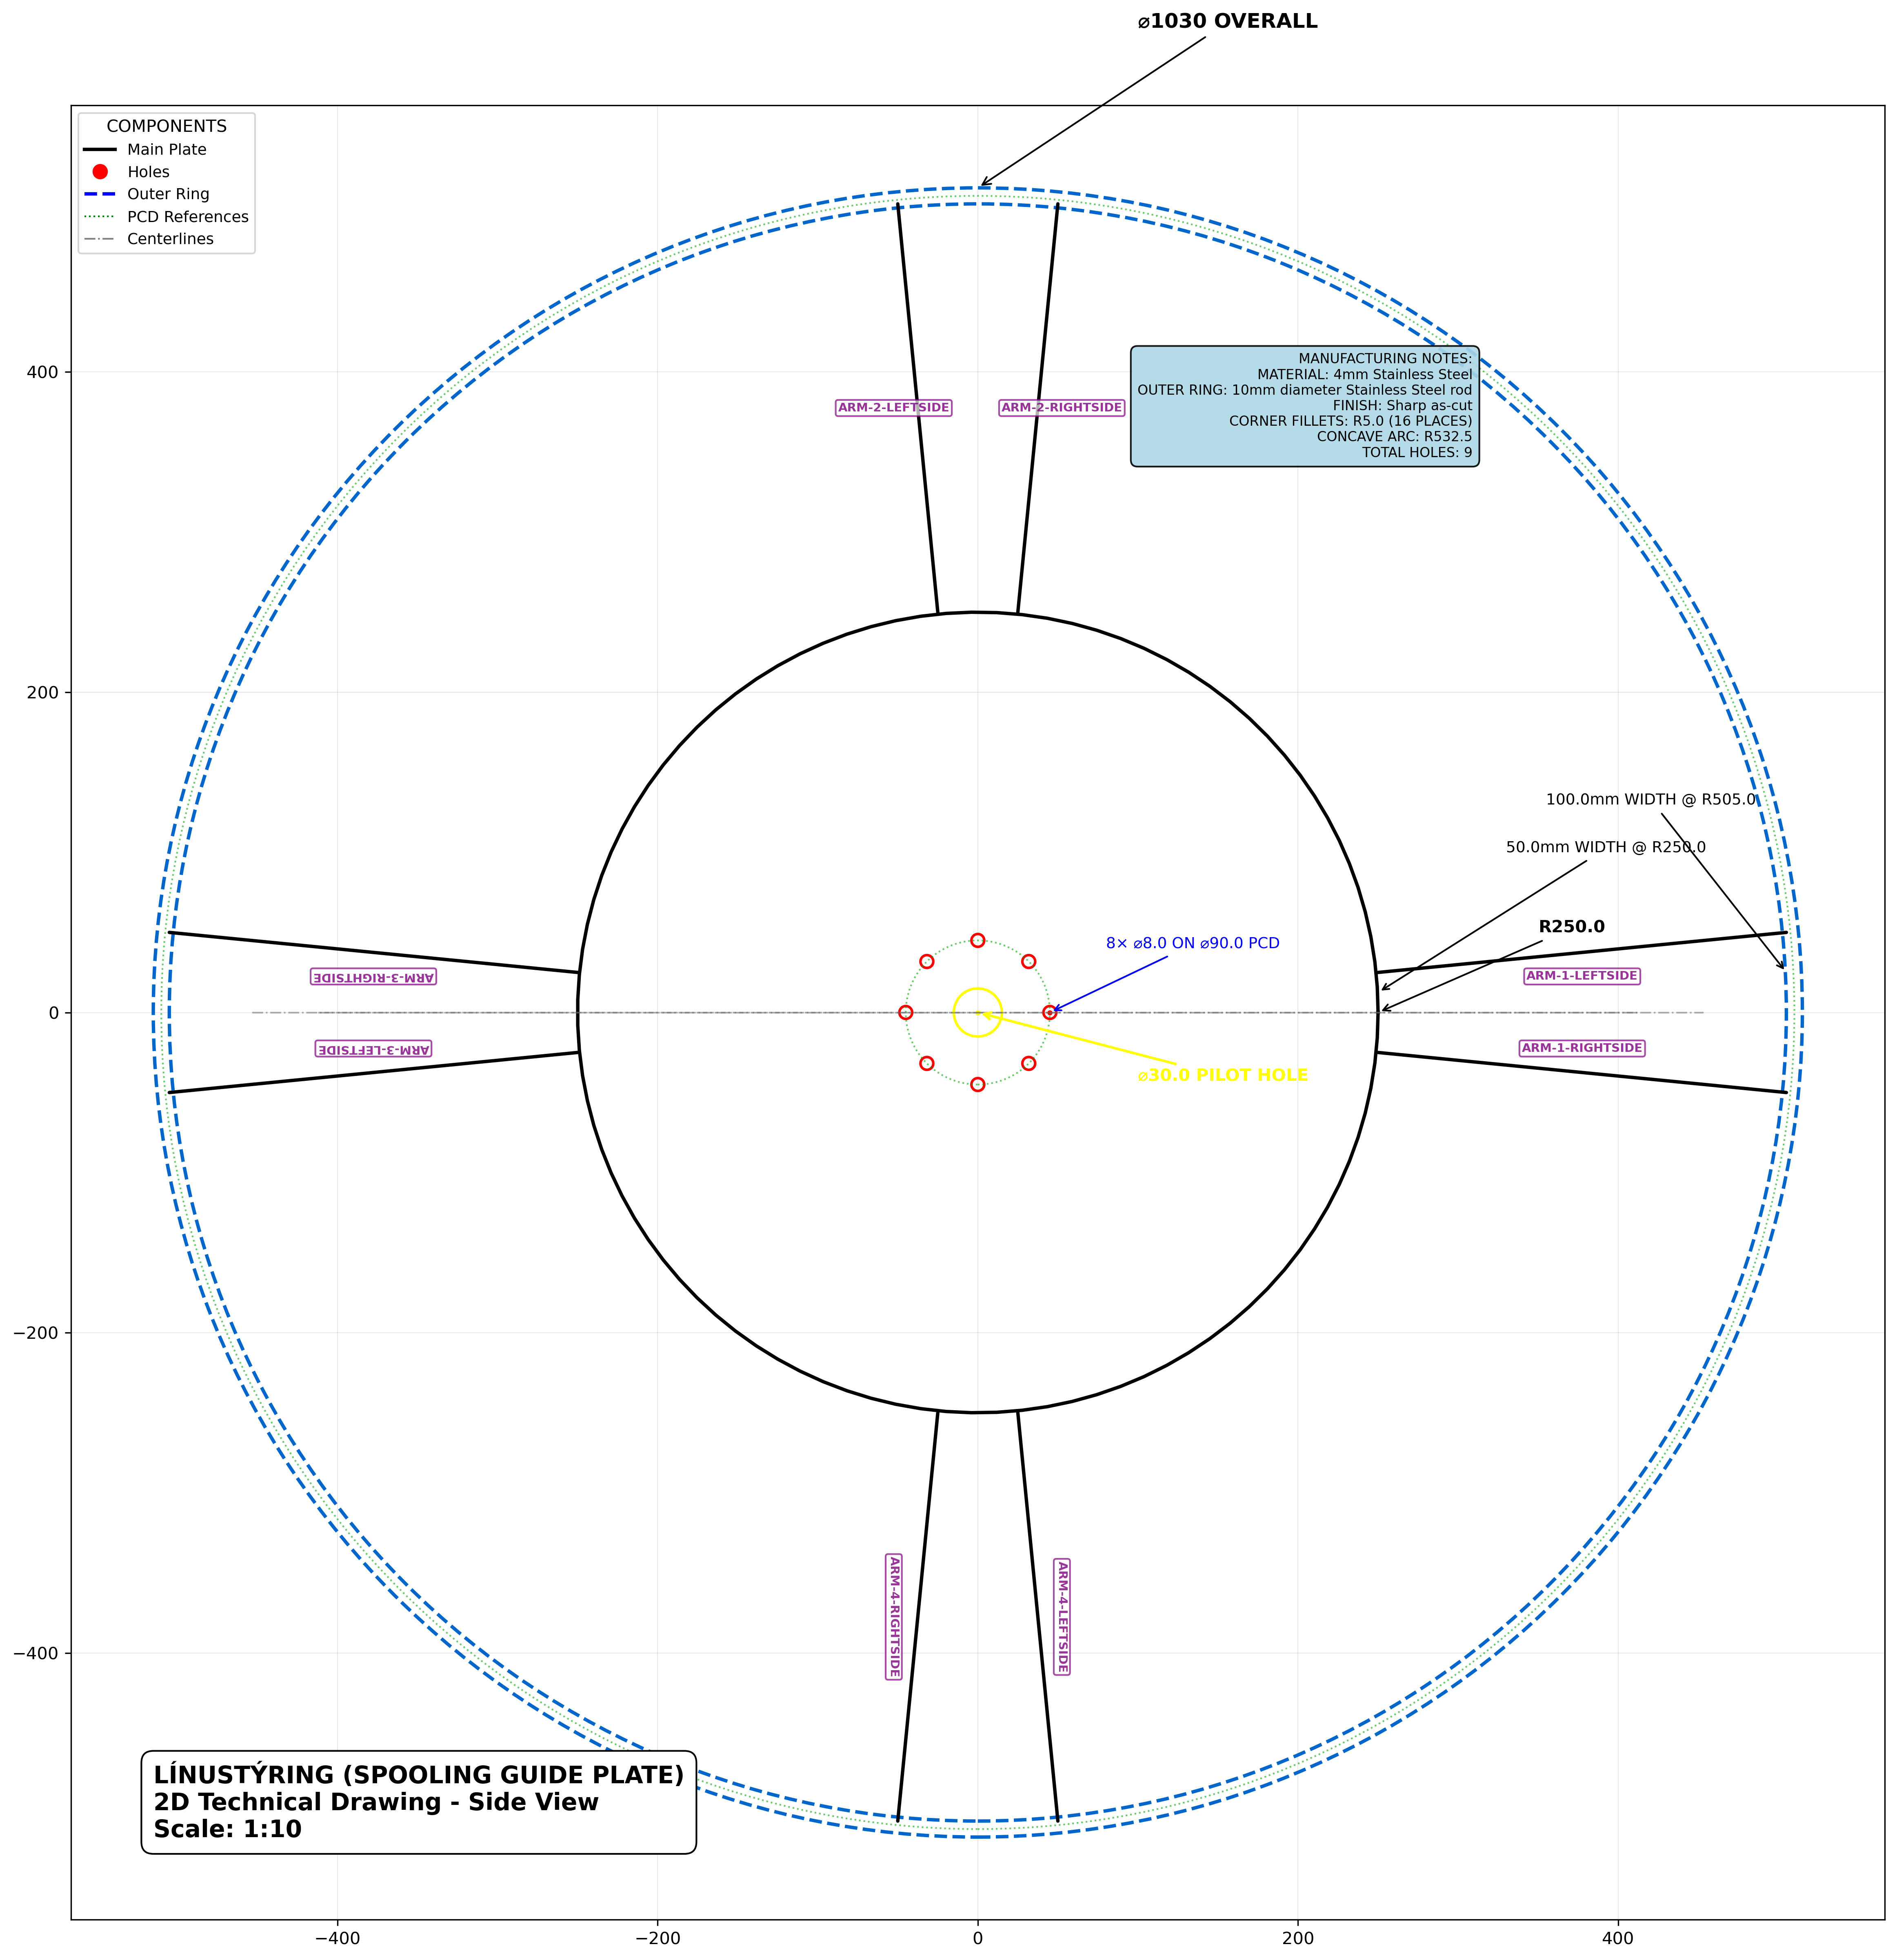 ⌀1030 OVERALL
COMPONENTS
Main Plate
Holes
Outer Ring
PCD References
Centerlines
MANUFACTURING NOTES:
MATERIAL: 4mm Stainless Steel
OUTER RING: 10mm diameter Stainless Steel rod
FINISH: Sharp as-cut
CORNER FILLETS: R5.0 (16 PLACES)
CONCAVE ARC: R532.5
TOTAL HOLES: 9
400
ARM-2-LEFTSIDE
ARM-2-RIGHTSIDE
200
100.0mm WIDTH @ R505.0
50.0mm WIDTH @ R250.0
R250.0
8× ⌀8.0 ON ⌀90.0 PCD
ARM-3-RIGHTSIDE
ARM-1-LEFTSIDE
0
ARM-3-LEFTSIDE
ARM-1-RIGHTSIDE
⌀30.0 PILOT HOLE
−200
ARM-4-RIGHTSIDE
ARM-4-LEFTSIDE
−400
LÍNUSTÝRING (SPOOLING GUIDE PLATE)
2D Technical Drawing - Side View
Scale: 1:10
−400
−200
0
200
400